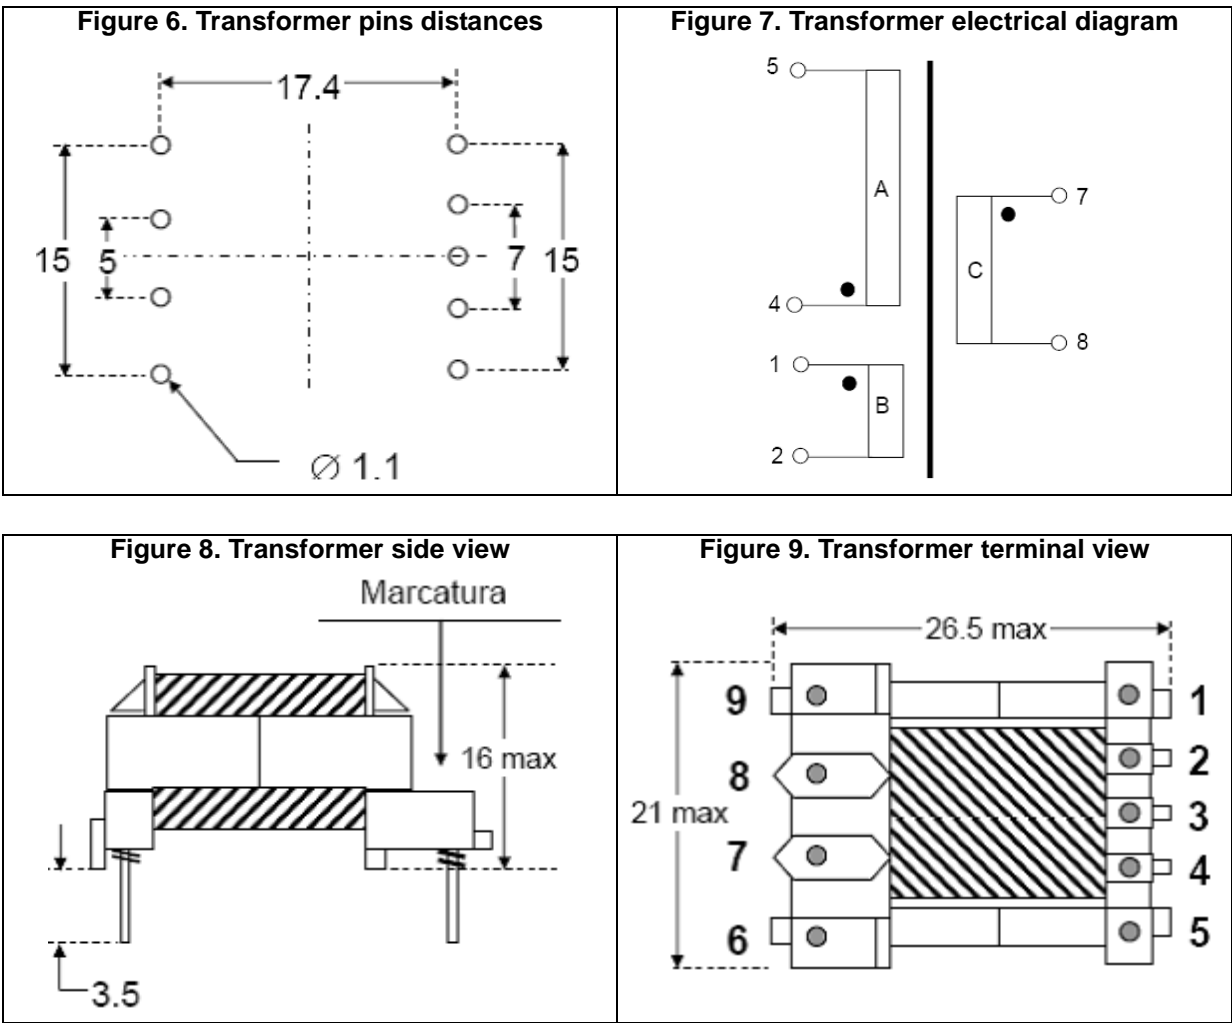 Figure 6. Transformer pins distances
17.4
15
5
7
15
∅ 1.1
Figure 7. Transformer electrical diagram
5
A
7
C
4
8
1
B
2
Figure 8. Transformer side view
Marcatura
16 max
3.5
Figure 9. Transformer terminal view
26.5 max
9
1
8
2
21 max
3
7
4
6
5